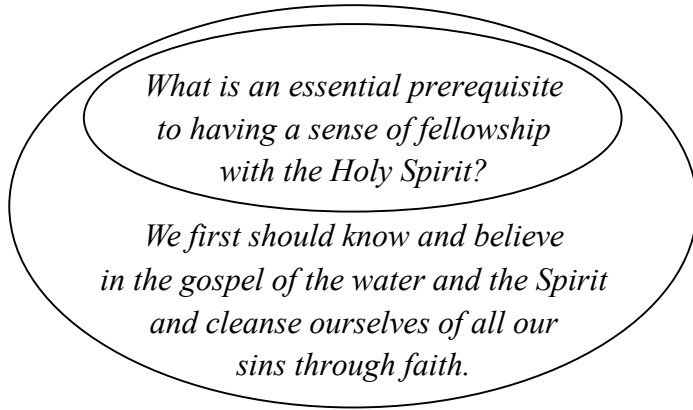 What is an essential prerequisite
to having a sense of fellowship
with the Holy Spirit?
We first should know and believe
in the gospel of the water and the Spirit
and cleanse ourselves of all our
sins through faith.